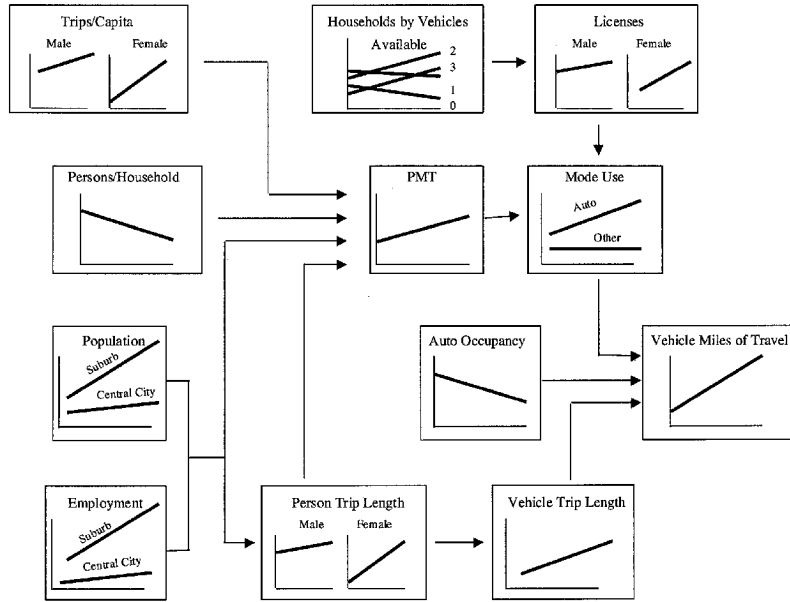 Trips/Capita
Male
Female
Households by Vehicles
Available
2
3
1
0
Licenses
Male
Female
Persons/Household
PMT
Mode Use
Auto
Other
Population
Suburb
Central City
Auto Occupancy
Vehicle Miles of Travel
Employment
Suburb
Central City
Person Trip Length
Male
Female
Vehicle Trip Length